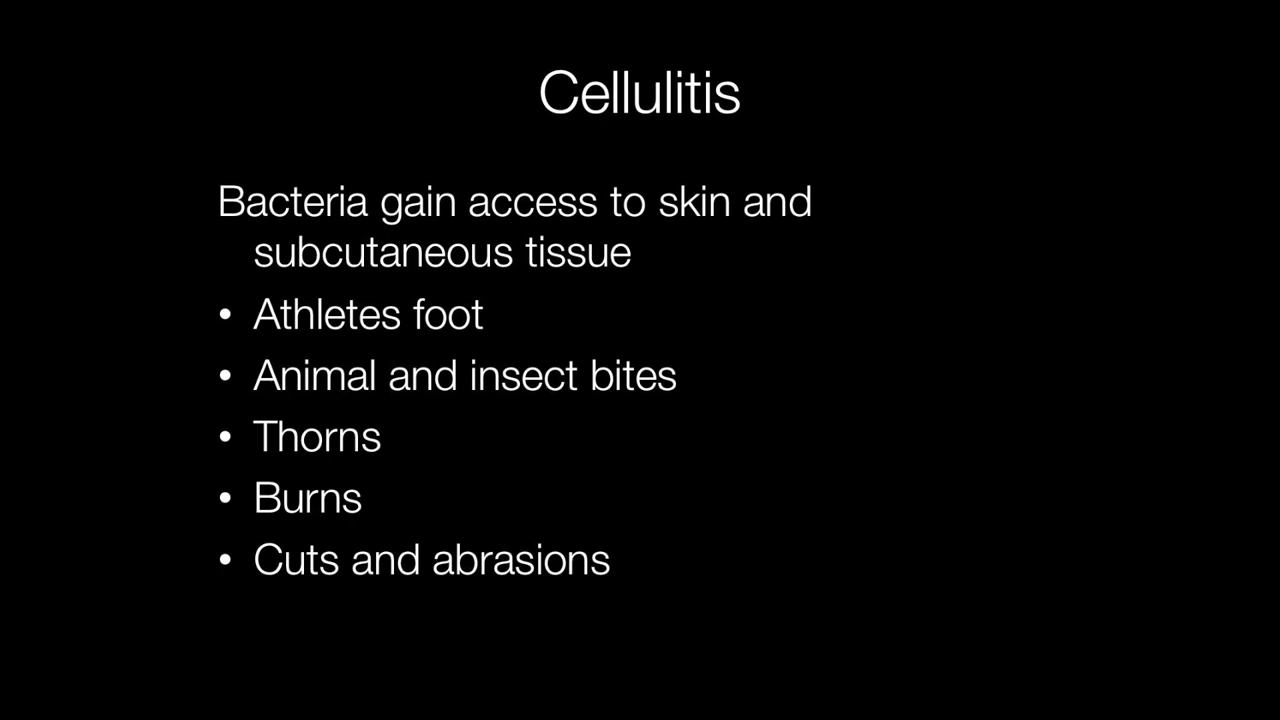 Cellulitis
Bacteria gain access to skin and
subcutaneous tissue
• Athletes foot
• Animal and insect bites
• Thorns
• Burns
• Cuts and abrasions